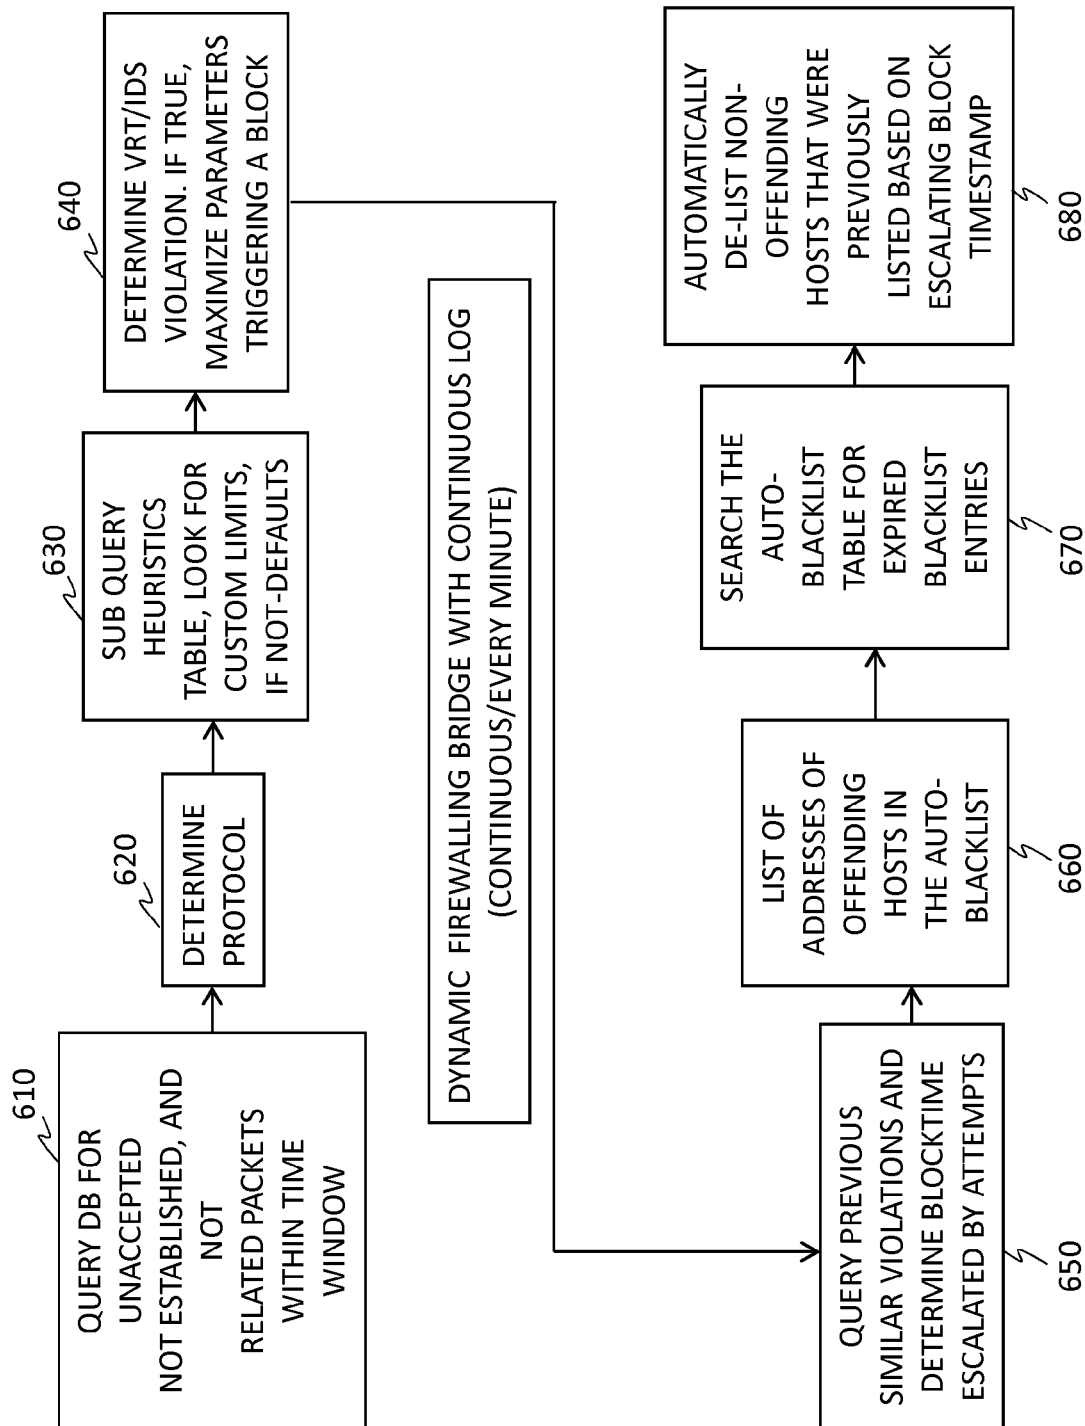 610
QUERY DB FOR
UNACCEPTED
NOT ESTABLISHED, AND
NOT
RELATED PACKETS
WITHIN TIME
WINDOW
620
DETERMINE
PROTOCOL
630
SUB QUERY
HEURISTICS
TABLE, LOOK FOR
CUSTOM LIMITS,
IF NOT-DEFAULTS
640
DETERMINE VRT/IDS
VIOLATION. IF TRUE,
MAXIMIZE PARAMETERS
TRIGGERING A BLOCK
DYNAMIC FIREWALLING BRIDGE WITH CONTINUOUS LOG
(CONTINUOUS/EVERY MINUTE)
QUERY PREVIOUS
SIMILAR VIOLATIONS AND
DETERMINE BLOCKTIME
ESCALATED BY ATTEMPTS
650
LIST OF
ADDRESSES OF
OFFENDING
HOSTS IN
THE AUTO-
BLACKLIST
660
SEARCH THE
AUTO-
BLACKLIST
TABLE FOR
EXPIRED
BLACKLIST
ENTRIES
670
AUTOMATICALLY
DE-LIST NON-
OFFENDING
HOSTS THAT WERE
PREVIOUSLY
LISTED BASED ON
ESCALATING BLOCK
TIMESTAMP
680